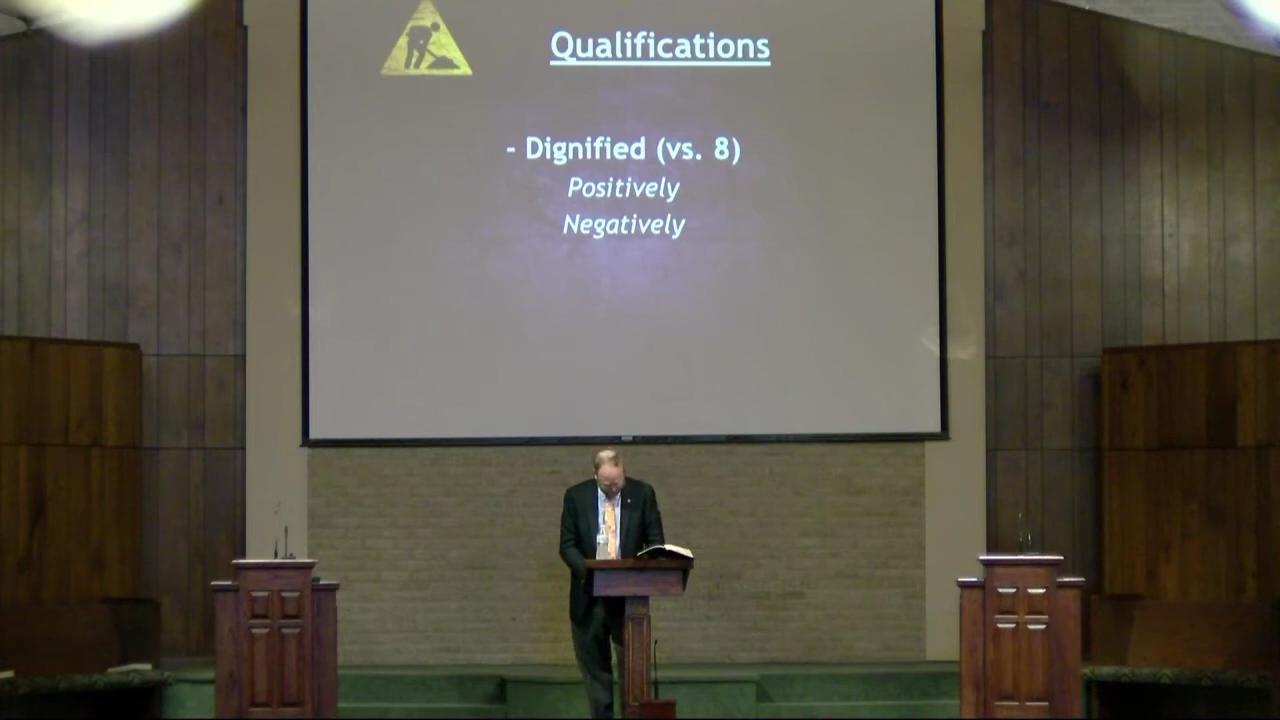 Qualifications
- Dignified (vs. 8)
Positively
Negatively